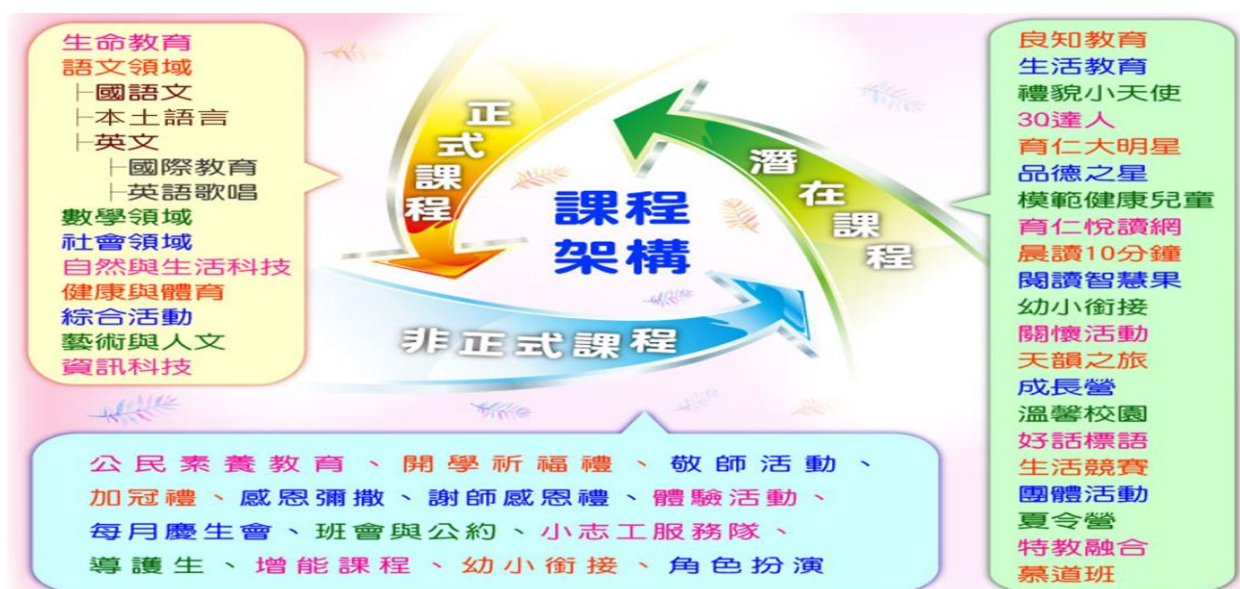 生命教育
語文領域
├國語文
├本土語言
├英文
├國際教育
├英語歌唱
數學領域
社會領域
自然與生活科技
健康與體育
綜合活動
藝術與人文
資訊科技
正式課程
課程
架構
潛在課程
非正式課程
良知教育
生活教育
禮貌小天使
3Q達人
育仁大明星
品德之星
模範健康兒童
育仁悅讀網
晨讀10分鐘
閱讀智慧果
幼小銜接
關懷活動
天韻之旅
成長營
溫馨校園
好話標語
生活競賽
團體活動
夏令營
特教融合
慕道班
公民素養教育、開學祈福禮、敬師活動、
加冠禮、感恩彌撒、謝師感恩禮、體驗活動、
每月慶生會、班會與公約、小志工服務隊、
導護生、增能課程、幼小銜接、角色扮演